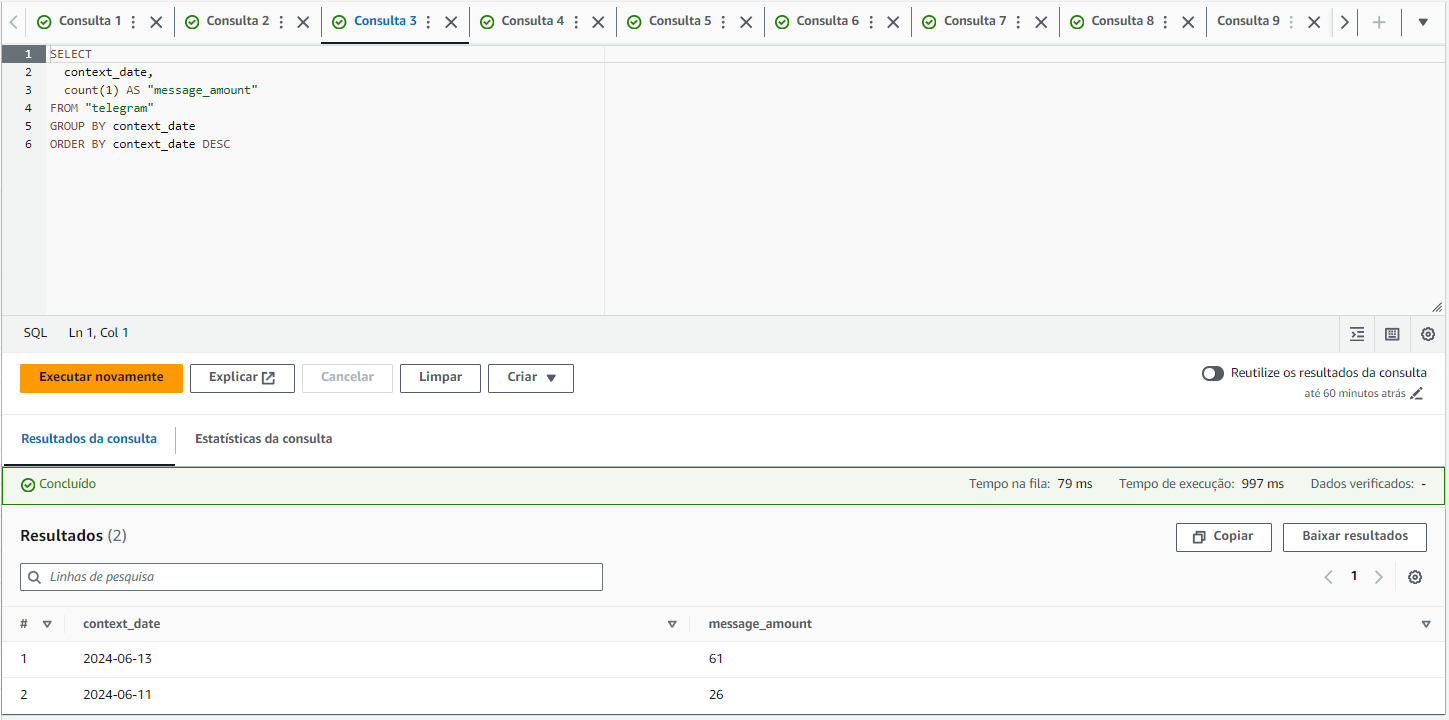 Consulta 1 Consulta 2 Consulta 3 Consulta 4 Consulta 5 Consulta 6 Consulta 7 Consulta 8 Consulta 9
1 SELECT
2 context_date,
3 count(1) AS "message_amount"
4 FROM "telegram"
5 GROUP BY context_date
6 ORDER BY context_date DESC
SQL Ln 1, Col 1
Executar novamente Explicar Cancelar Limpar Criar Reutilize os resultados da consulta
até 60 minutos atrás
Resultados da consulta Estatísticas da consulta
Concluído Tempo na fila: 79 ms Tempo de execução: 997 ms Dados verificados: -
Resultados (2) Copiar Baixar resultados
Linhas de pesquisa 1
# context_date message_amount
1 2024-06-13 61
2 2024-06-11 26